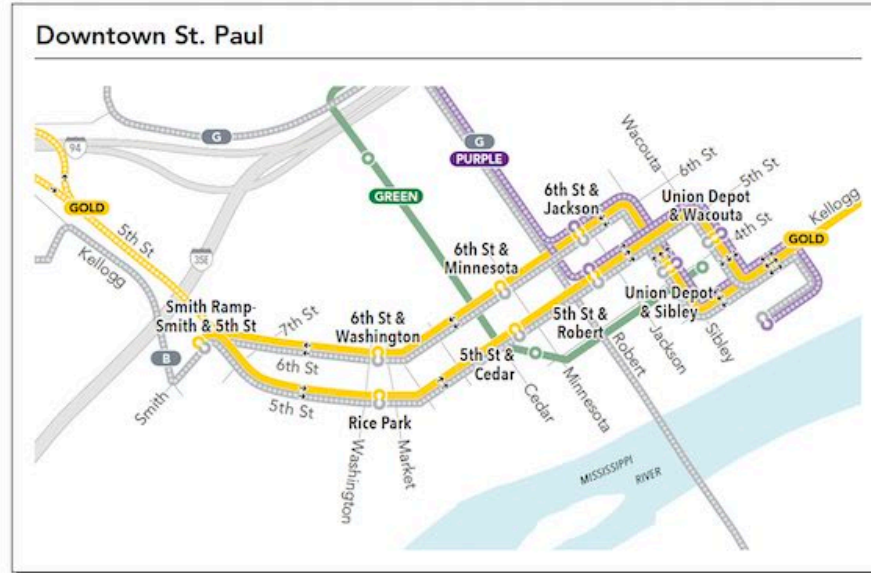 Downtown St. Paul
G
94
GOLD
5th St
Kellogg
35E
GREEN
G
PURPLE
Wacouta
6th St
5th St
6th St &
Jackson
Union Depot
& Wacouta
4th St
Kellogg
GOLD
6th St &
Minnesota
Smith Ramp-
Smith & 5th St
7th St
6th St &
Washington
6th St
5th St &
Robert
Union Depot
& Sibley
5th St &
Cedar
B
Smith
5th St
Rice Park
Washington
Market
Cedar
Minnesota
Robert
Jackson
Sibley
MISSISSIPPI
RIVER